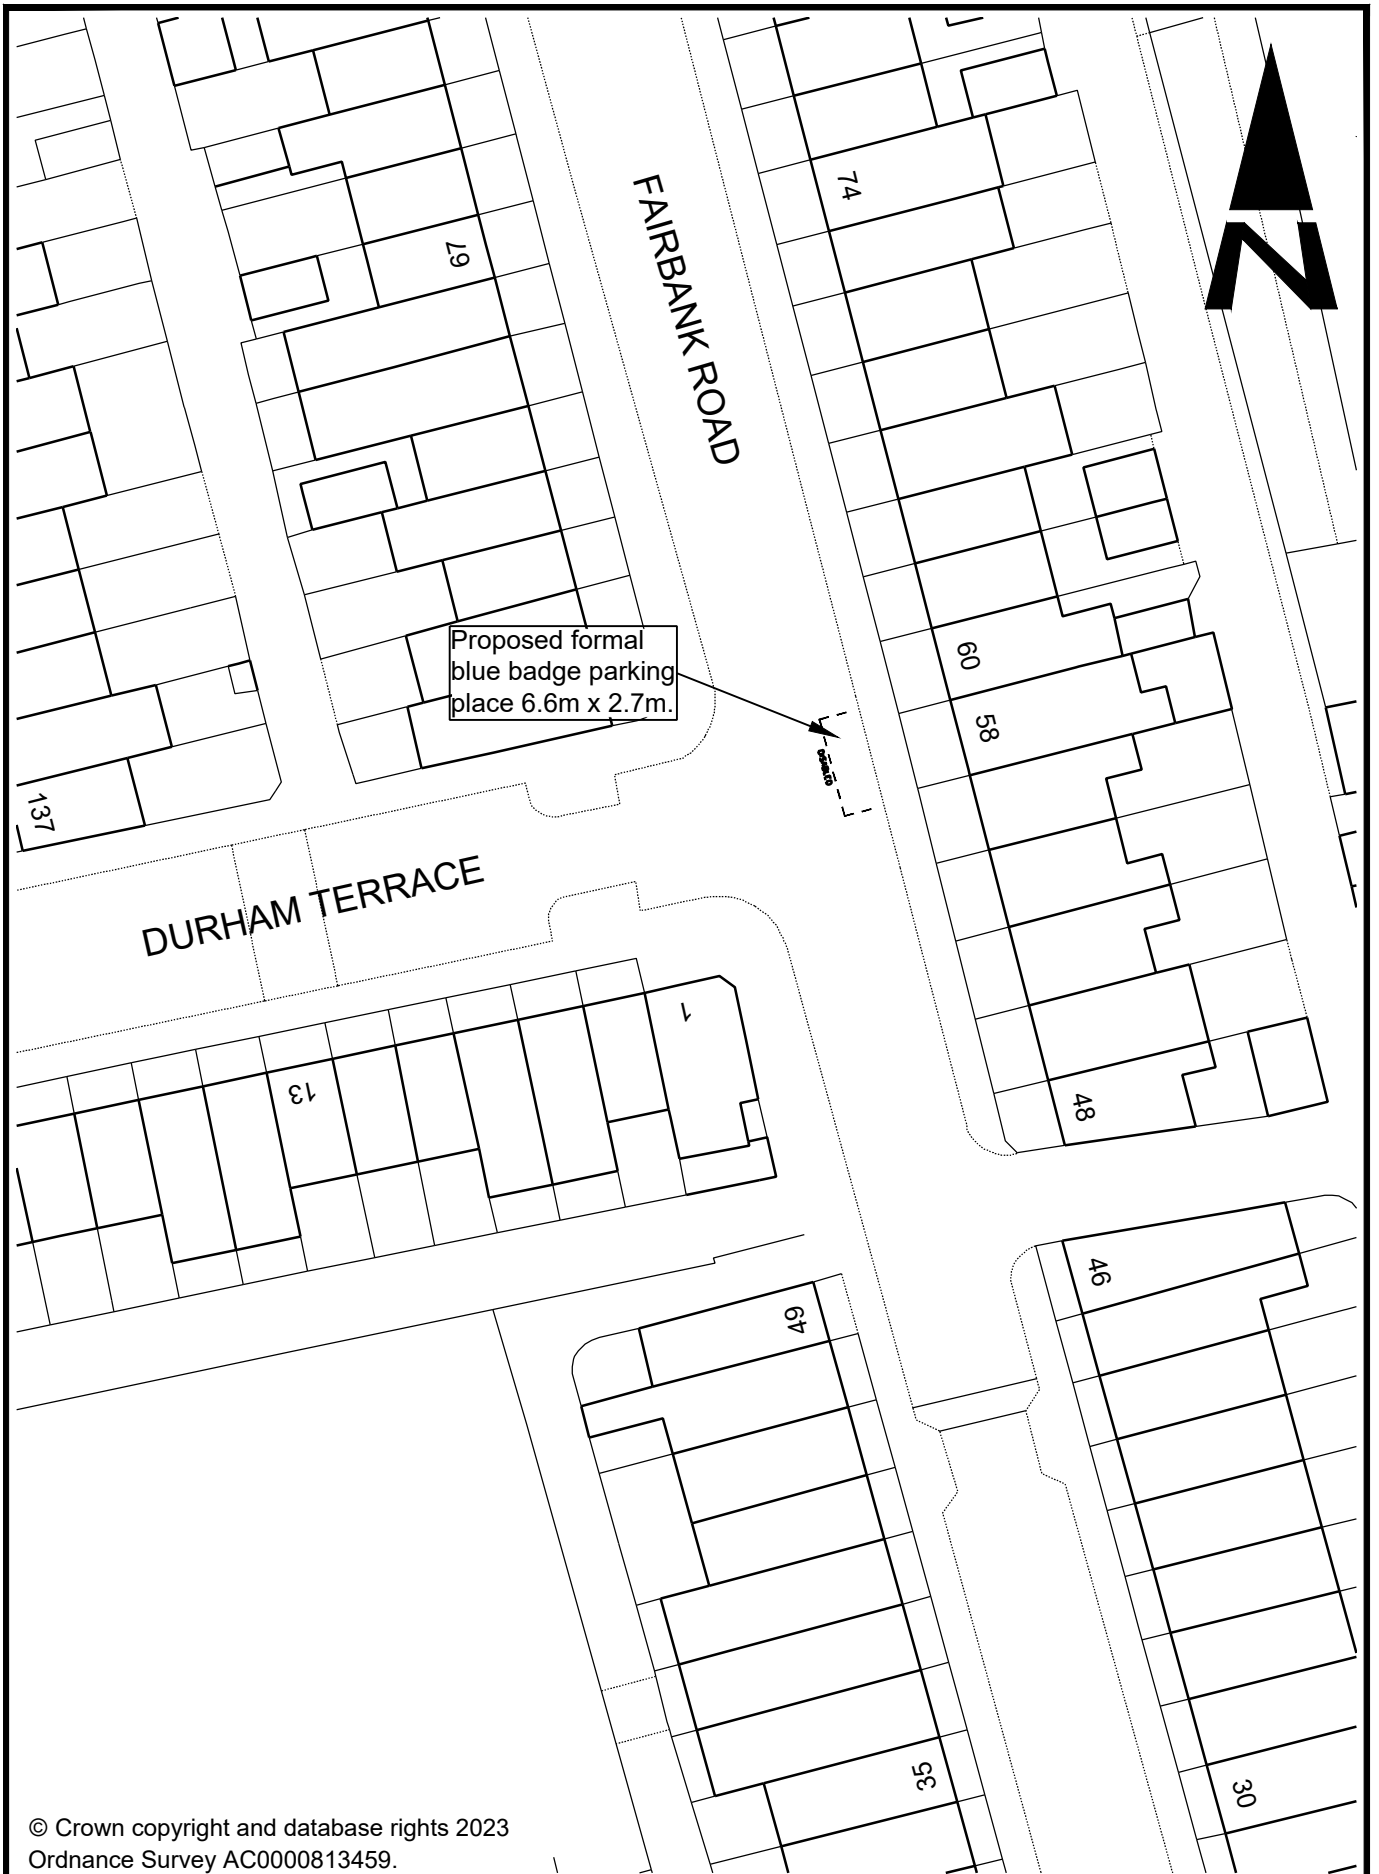 N
FAIRBANK ROAD
74
67
60
58
Proposed formal
blue badge parking
place 6.6m x 2.7m.
DISABLED
137
DURHAM TERRACE
1
13
48
46
49
35
30
© Crown copyright and database rights 2023
Ordnance Survey AC0000813459.